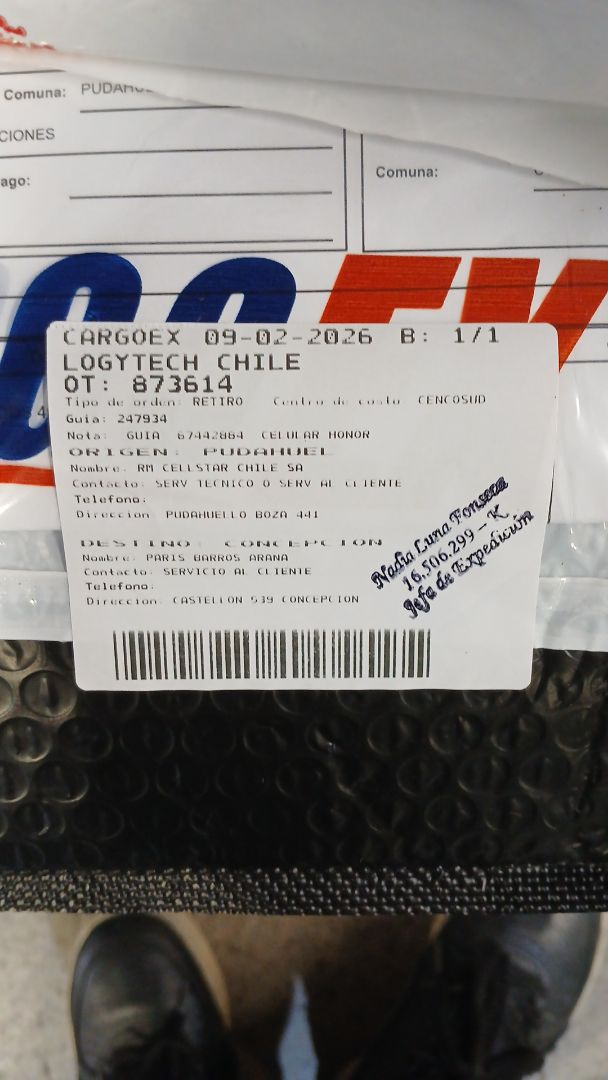 Comuna: PUDAHU
CIONES
ago:
Comuna:
CARGOEX 09-02-2026 B: 1/1
LOGYTECH CHILE
OT: 873614
Tipo de orden: RETIRO Centro de costo CENCOSUD
Guia: 247934
Nota: GUIA 67442864 CELULAR HONOR
ORIGEN: PUDAHUEL
Nombre: RM CELLSTAR CHILE SA
Contacto: SERV TECNICO O SERV AL CLIENTE
Telefono:
Direccion: PUDAHUELLO BOZA 441
DESTINO: CONCEPCION
Nombre: PARIS BARROS ARANA
Contacto: SERVICIO AL CLIENTE
Telefono:
Direccion: CASTELLON 539 CONCEPCION
Nadia Luna Fonseca
16.506.299 - K
Jefa de Expedición